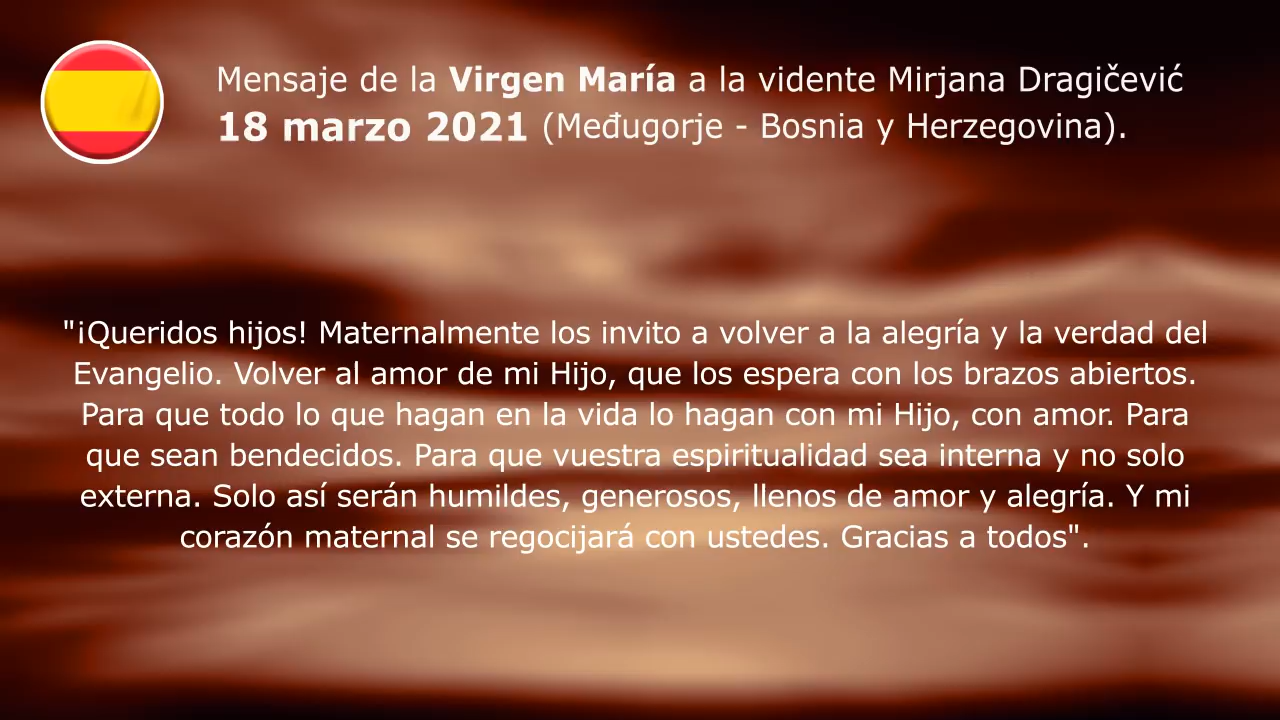 Mensaje de la Virgen María a la vidente Mirjana Dragičević
18 marzo 2021 (Međugorje - Bosnia y Herzegovina).
"¡Queridos hijos! Maternalmente los invito a volver a la alegría y la verdad del
Evangelio. Volver al amor de mi Hijo, que los espera con los brazos abiertos.
Para que todo lo que hagan en la vida lo hagan con mi Hijo, con amor. Para
que sean bendecidos. Para que vuestra espiritualidad sea interna y no solo
externa. Solo así serán humildes, generosos, llenos de amor y alegría. Y mi
corazón maternal se regocijará con ustedes. Gracias a todos".